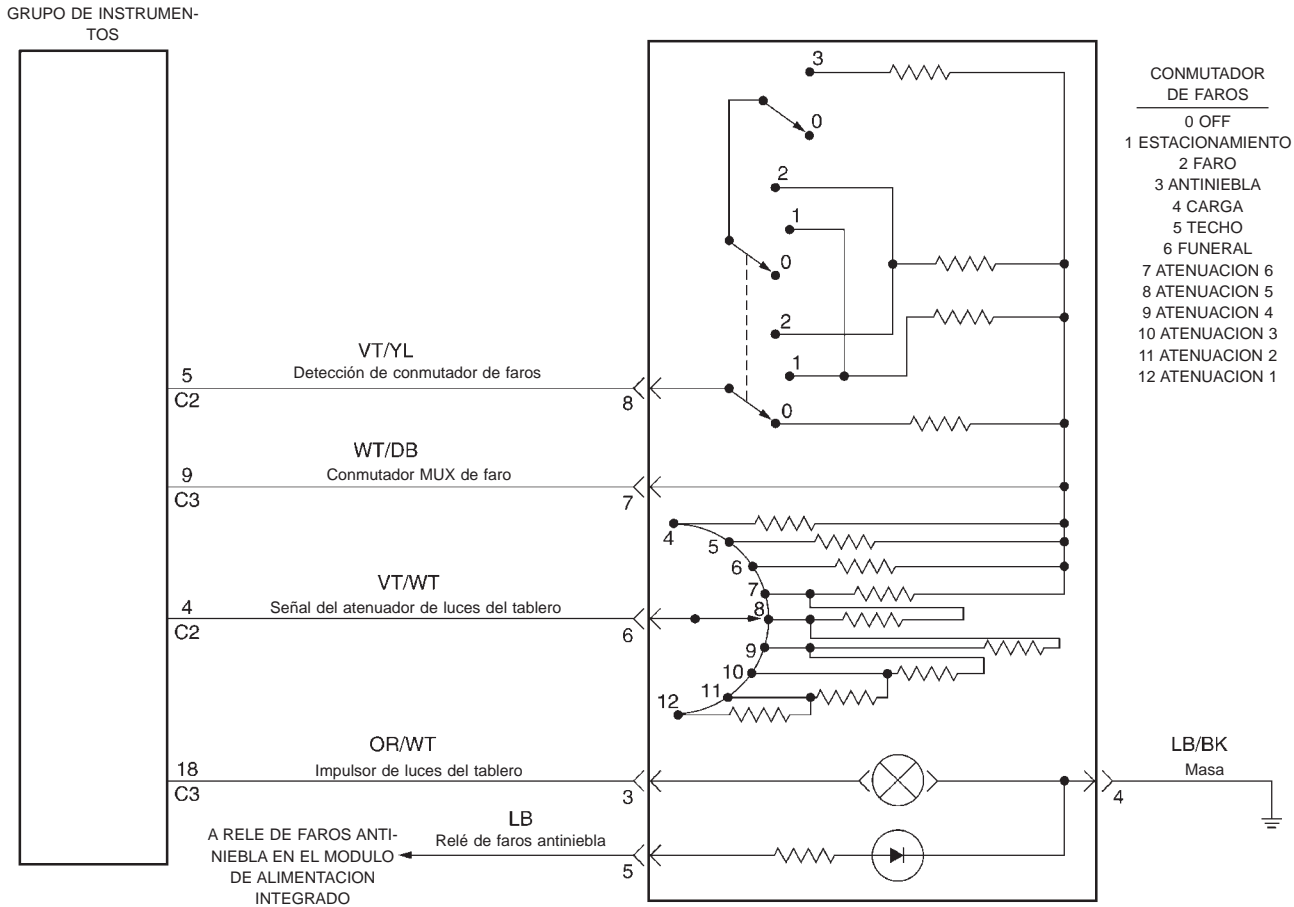 GRUPO DE INSTRUMEN-
TOS
3
0
2
1
0
2
1
0
CONMUTADOR
DE FAROS
0 OFF
1 ESTACIONAMIENTO
2 FARO
3 ANTINIEBLA
4 CARGA
5 TECHO
6 FUNERAL
7 ATENUACION 6
8 ATENUACION 5
9 ATENUACION 4
10 ATENUACION 3
11 ATENUACION 2
12 ATENUACION 1
VT/YL
5
Detección de conmutador de faros
C2
8
WT/DB
9
Conmutador MUX de faro
C3
7
4
5
6
7
8
9
10
11
12
VT/WT
4
Señal del atenuador de luces del tablero
C2
6
OR/WT
18
Impulsor de luces del tablero
C3
3
LB/BK
Masa
4
LB
Relé de faros antiniebla
5
A RELE DE FAROS ANTI-
NIEBLA EN EL MODULO
DE ALIMENTACION
INTEGRADO